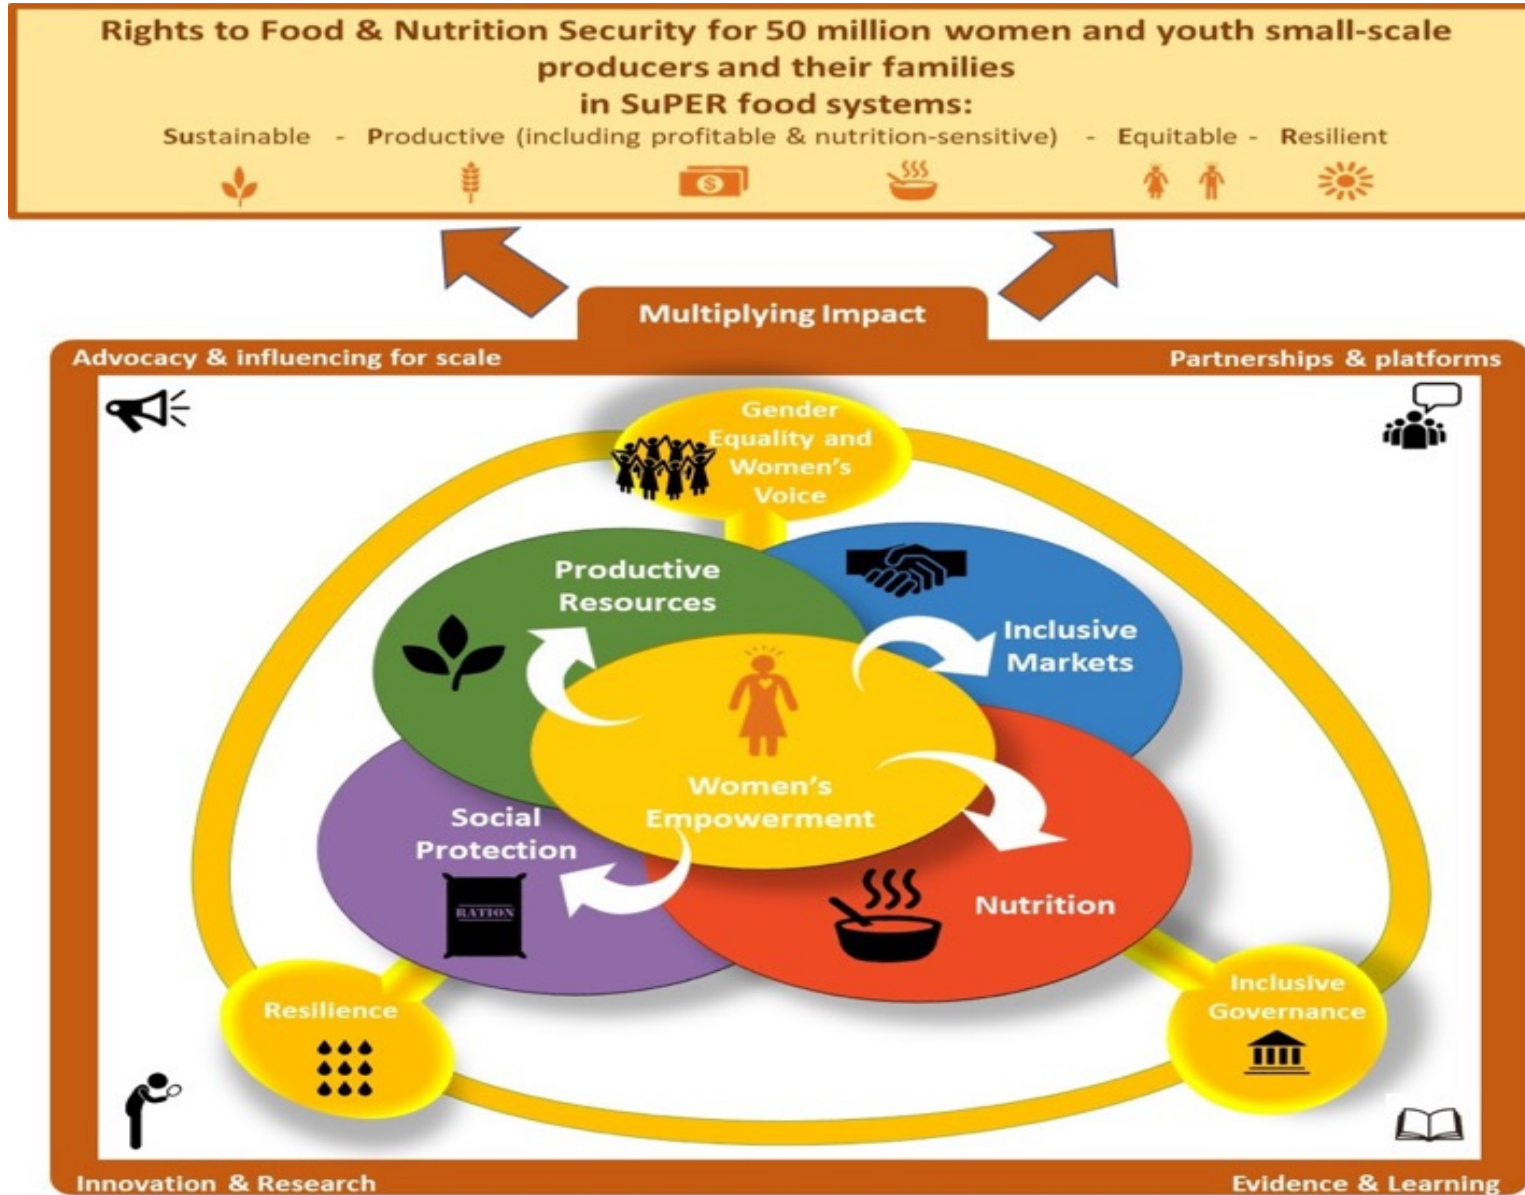 Rights to Food & Nutrition Security for 50 million women and youth small-scale
producers and their families
in SuPER food systems:
Sustainable - Productive (including profitable & nutrition-sensitive) - Equitable - Resilient
Multiplying Impact
Advocacy & influencing for scale
Partnerships & platforms
Gender
Equality and
Women's
Voice
Productive
Resources
Inclusive
Markets
Women's
Empowerment
Social
Protection
RATION
Nutrition
Resilience
Inclusive
Governance
Innovation & Research
Evidence & Learning